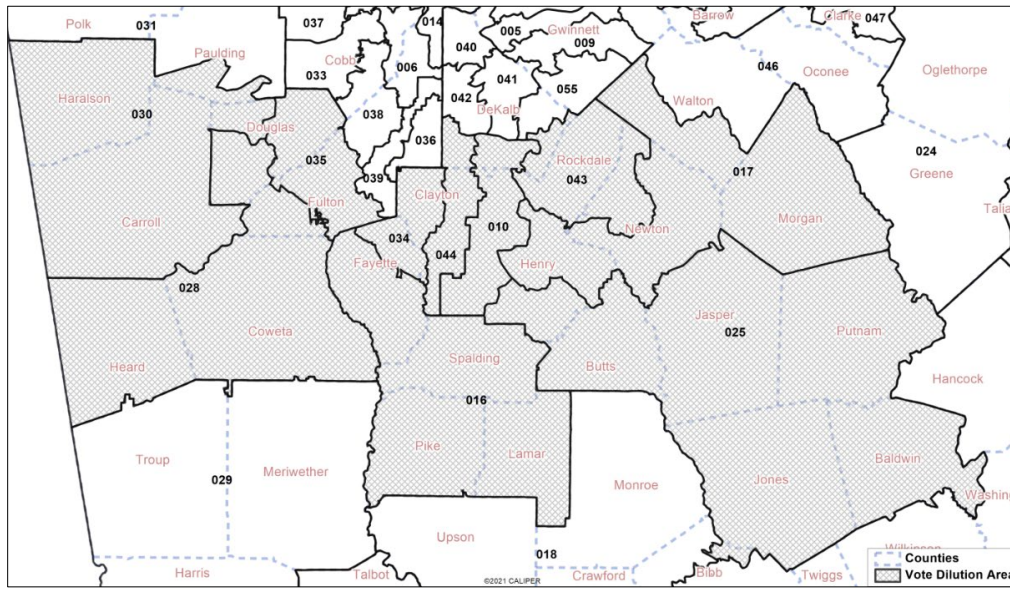 Polk
031
Paulding
037
Cobb
033
014
006
040
005
Gwinnett
009
Barrow
Clarke
047
046
Oconee
Oglethorpe
041
042
DeKalb
055
Walton
Haralson
030
Douglas
038
035
036
Rockdale
043
024
Greene
017
039
Clayton
Fulton
Carroll
010
Morgan
Newton
034
Fayette
044
Henry
028
Coweta
Jasper
025
Putnam
Heard
Spalding
Butts
Hancock
016
Pike
Lamar
Troup
Meriwether
029
Monroe
Jones
Baldwin
Upson
018
Harris
Talbot
©2021 CALIPER
Crawford
Bibb
Twiggs
Counties
Vote Dilution Area